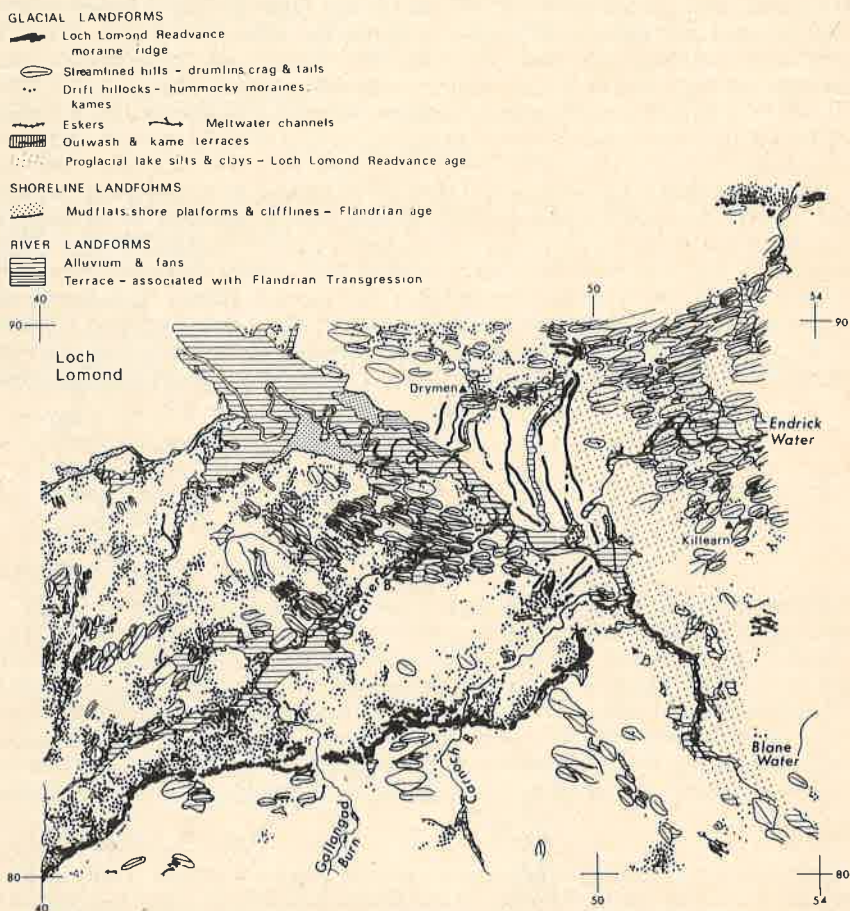 GLACIAL LANDFORMS
Loch Lomond Readvance
moraine ridge
Streamlined hills - drumlins, crag & tails
Drift hillocks - hummocky moraines,
kames
Eskers Meltwater channels
Outwash & kame terraces
Proglacial lake silts & clays - Loch Lomond Readvance age
SHORELINE LANDFORMS
Mudflats, shore platforms & clifflines - Flandrian age
RIVER LANDFORMS
Alluvium & fans
Terrace - associated with Flandrian Transgression
40
50
54
90
90
Loch
Lomond
Drymen
Endrick
Water
Killearn
Cater B.
Blane
Water
Carnoch B.
Gallangad
Burn
80
80
40
50
54